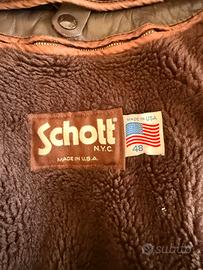 Schott
N.Y.C.
MADE IN U.S.A.
MADE IN USA
48
subito